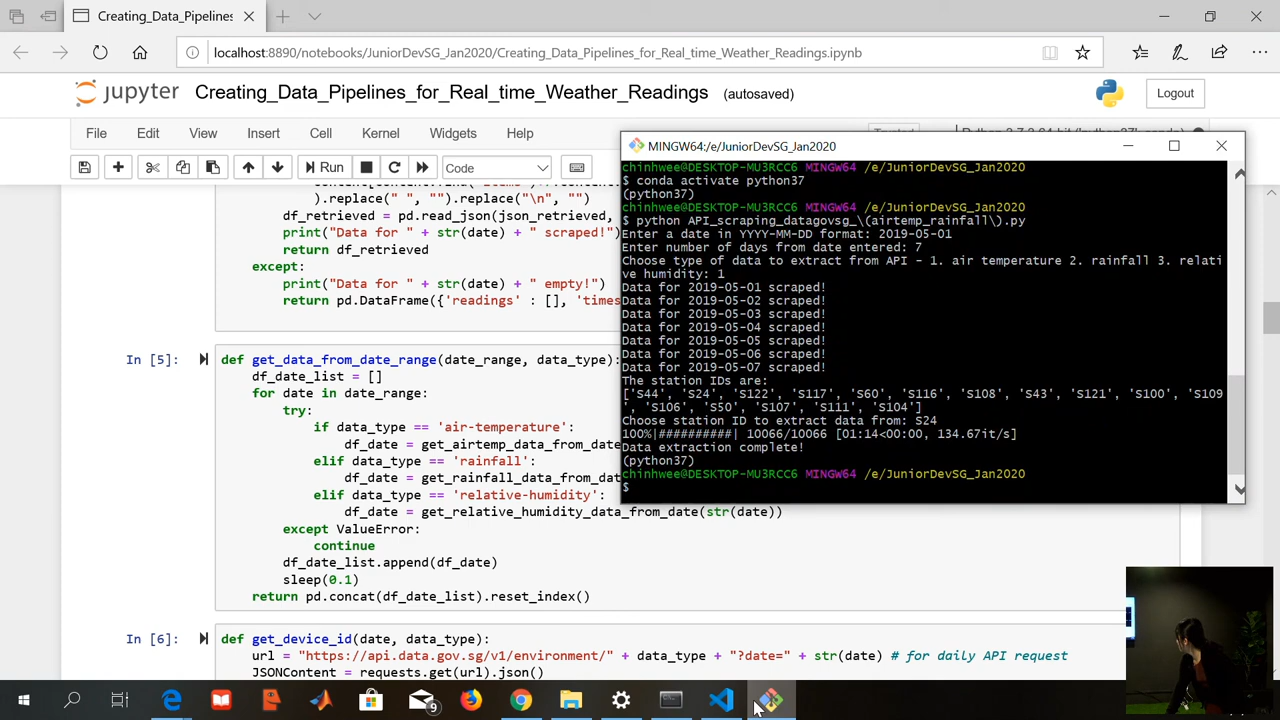 Creating_Data_Pipelines
localhost:8890/notebooks/JuniorDevSG_Jan2020/Creating_Data_Pipelines_for_Real_time_Weather_Readings.ipynb
jupyter Creating_Data_Pipelines_for_Real_time_Weather_Readings (autosaved)
Logout
File Edit View Insert Cell Kernel Widgets Help
Run
Code
).replace(" ", "").replace("\n", "")
df_retrieved = pd.read_json(json_retrieved,
print("Data for " + str(date) + " scraped!")
return df_retrieved
except:
print("Data for " + str(date) + " empty!")
return pd.DataFrame({'readings' : [], 'times
In [5]:
def get_data_from_date_range(date_range, data_type):
df_date_list = []
for date in date_range:
try:
if data_type == 'air-temperature':
df_date = get_airtemp_data_from_date
elif data_type == 'rainfall':
df_date = get_rainfall_data_from_dat
elif data_type == 'relative-humidity':
df_date = get_relative_humidity_data_from_date(str(date))
except ValueError:
continue
df_date_list.append(df_date)
sleep(0.1)
return pd.concat(df_date_list).reset_index()
In [6]:
def get_device_id(date, data_type):
url = "https://api.data.gov.sg/v1/environment/" + data_type + "?date=" + str(date) # for daily API request
JSONContent = requests.get(url).json()
MINGW64:/e/JuniorDevSG_Jan2020
chinhwee@DESKTOP-MU3RCC6 MINGW64 /e/JuniorDevSG_Jan2020
$ conda activate python37
(python37)
chinhwee@DESKTOP-MU3RCC6 MINGW64 /e/JuniorDevSG_Jan2020
$ python API_scraping_datagovsg_\(airtemp_rainfall\).py
Enter a date in YYYY-MM-DD format: 2019-05-01
Enter number of days from date entered: 7
Choose type of data to extract from API - 1. air temperature 2. rainfall 3. relati
ve humidity: 1
Data for 2019-05-01 scraped!
Data for 2019-05-02 scraped!
Data for 2019-05-03 scraped!
Data for 2019-05-04 scraped!
Data for 2019-05-05 scraped!
Data for 2019-05-06 scraped!
Data for 2019-05-07 scraped!
The station IDs are:
['S44', 'S24', 'S122', 'S117', 'S60', 'S116', 'S108', 'S43', 'S121', 'S100', 'S109
', 'S106', 'S50', 'S107', 'S111', 'S104']
Choose station ID to extract data from: S24
100%|##########| 10066/10066 [01:14<00:00, 134.67it/s]
Data extraction complete!
(python37)
chinhwee@DESKTOP-MU3RCC6 MINGW64 /e/JuniorDevSG_Jan2020
$
9